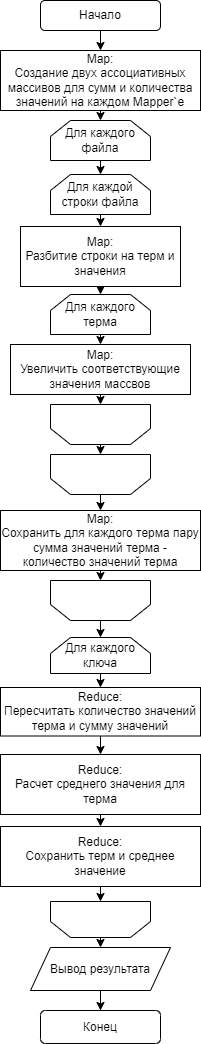 Начало
Map:
Создание двух ассоциативных
массивов для сумм и количества
значений на каждом Mapper`е
Для каждого
файла
Для каждой
строки файла
Map:
Разбитие строки на терм и
значения
Для каждого
терма
Map:
Увеличить соответствующие
значения массвов
Map:
Сохранить для каждого терма пару
сумма значений терма -
количество значений терма
Для каждого
ключа
Reduce:
Пересчитать количество значений
терма и сумму значений
Reduce:
Расчет среднего значения для
терма
Reduce:
Сохранить терм и среднее
значение
Вывод результата
Конец